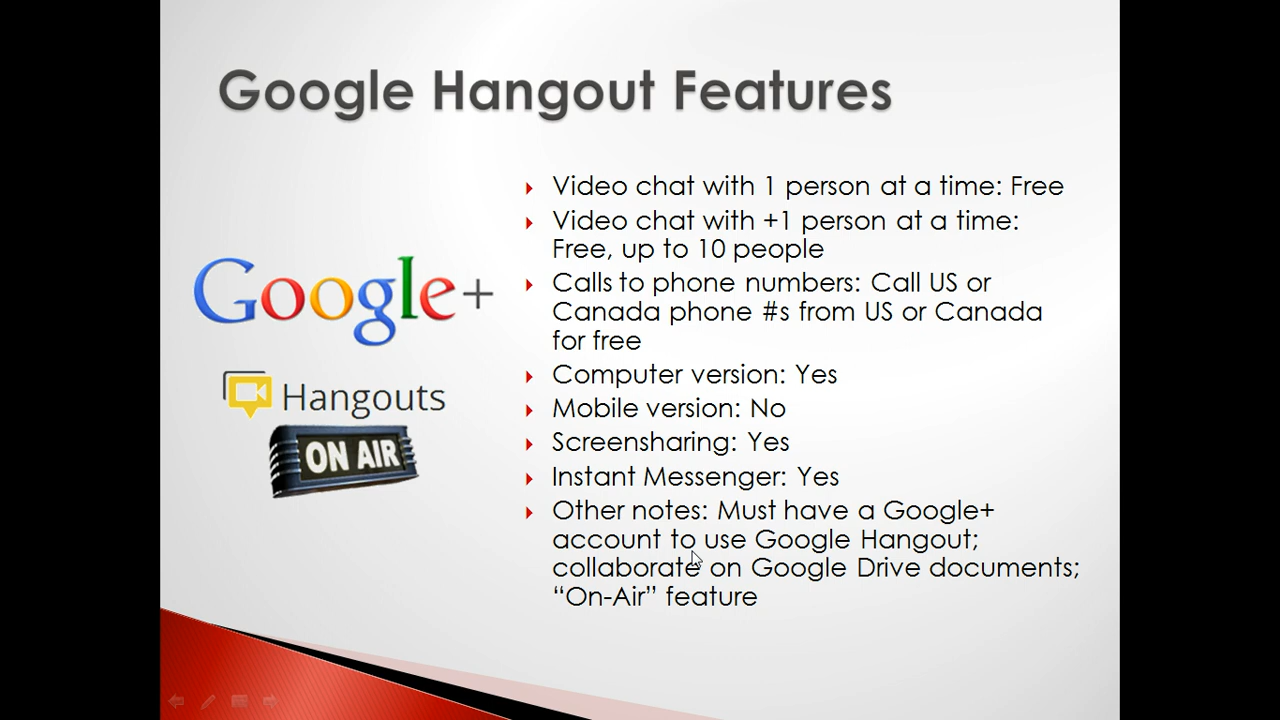 Google Hangout Features
Video chat with 1 person at a time: Free
Video chat with +1 person at a time:
Free, up to 10 people
Calls to phone numbers: Call US or
Canada phone #s from US or Canada
for free
Computer version: Yes
Mobile version: No
Screensharing: Yes
Instant Messenger: Yes
Other notes: Must have a Google+
account to use Google Hangout;
collaborate on Google Drive documents;
“On-Air” feature
Google+
Hangouts
ON AIR